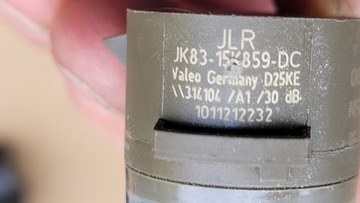 JLR
JK83-15K859-DC
Valeo Germany D25KE
\\314104 /A1 /30 dB
1011212232